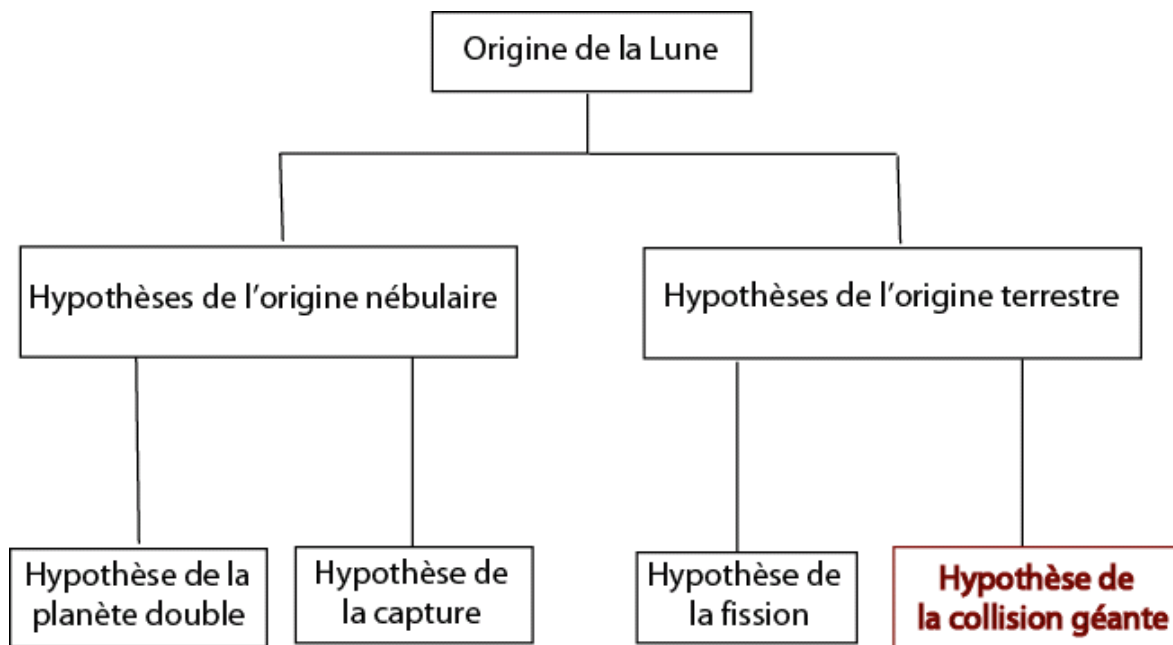 Origine de la Lune
Hypothèses de l'origine nébulaire
Hypothèses de l'origine terrestre
Hypothèse de la
planète double
Hypothèse de
la capture
Hypothèse de
la fission
Hypothèse de
la collision géante